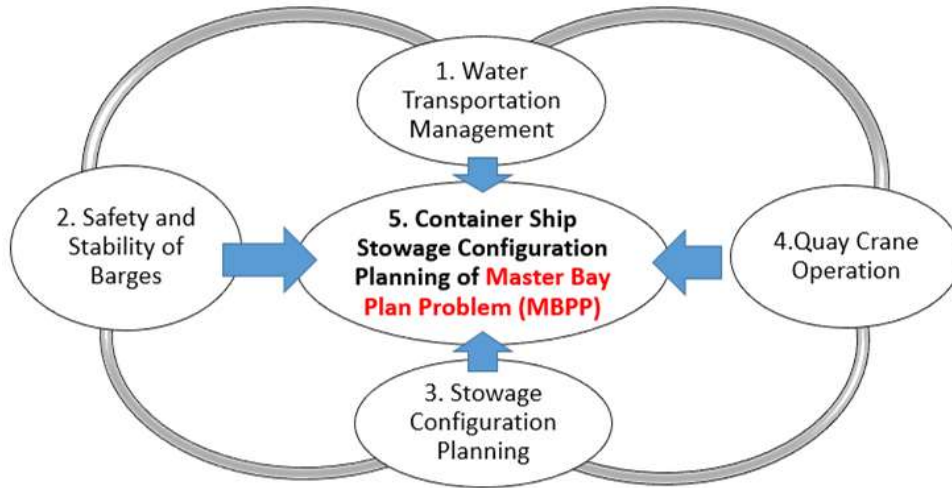 1. Water
Transportation
Management
2. Safety and
Stability of
Barges
5. Container Ship
Stowage Configuration
Planning of Master Bay
Plan Problem (MBPP)
4.Quay Crane
Operation
3. Stowage
Configuration
Planning